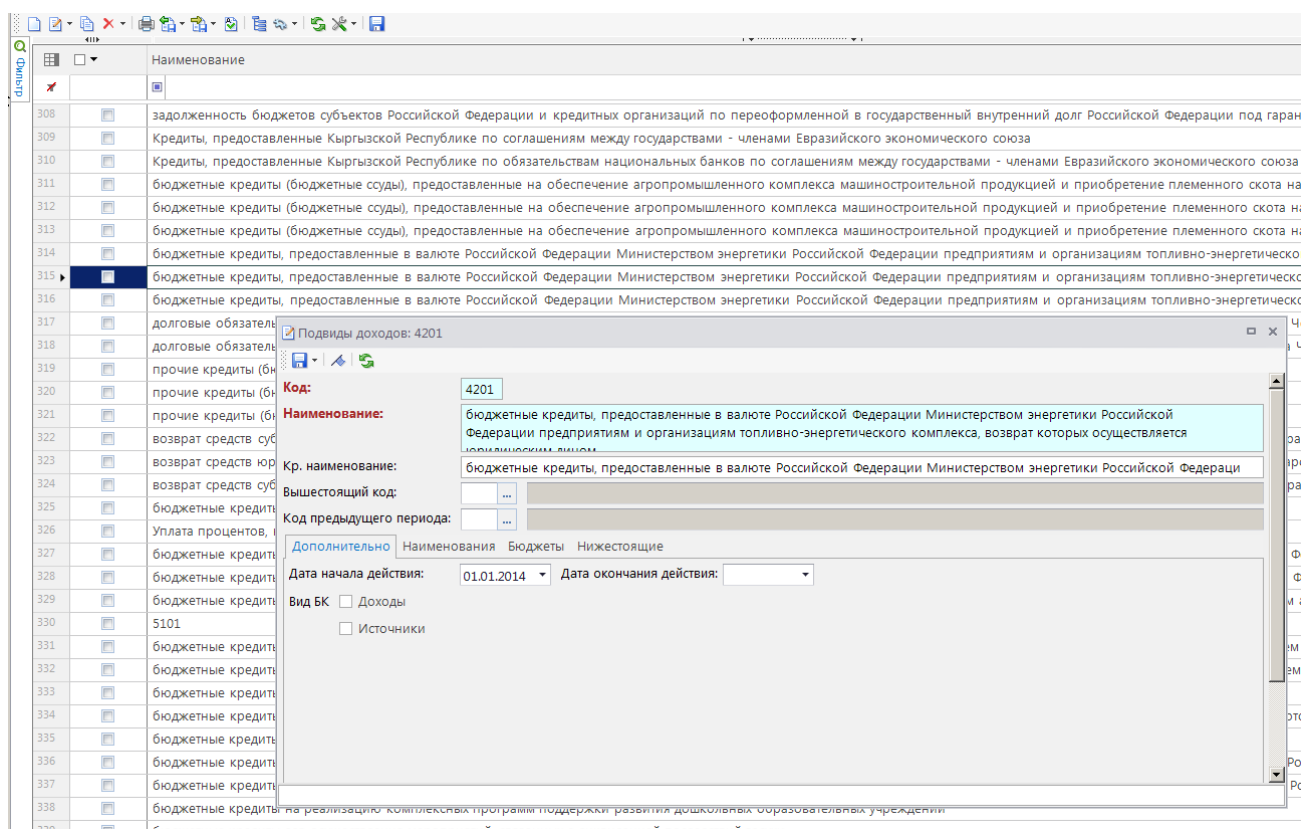 Фильтр
Наименование
308 задолженность бюджетов субъектов Российской Федерации и кредитных организаций по переоформленной в государственный внутренний долг Российской Федерации под гаран
309 Кредиты, предоставленные Кыргызской Республике по соглашениям между государствами - членами Евразийского экономического союза
310 Кредиты, предоставленные Кыргызской Республике по обязательствам национальных банков по соглашениям между государствами - членами Евразийского экономического союза
311 бюджетные кредиты (бюджетные ссуды), предоставленные на обеспечение агропромышленного комплекса машиностроительной продукцией и приобретение племенного скота на
312 бюджетные кредиты (бюджетные ссуды), предоставленные на обеспечение агропромышленного комплекса машиностроительной продукцией и приобретение племенного скота на
313 бюджетные кредиты (бюджетные ссуды), предоставленные на обеспечение агропромышленного комплекса машиностроительной продукцией и приобретение племенного скота на
314 бюджетные кредиты, предоставленные в валюте Российской Федерации Министерством энергетики Российской Федерации предприятиям и организациям топливно-энергетическо
315 бюджетные кредиты, предоставленные в валюте Российской Федерации Министерством энергетики Российской Федерации предприятиям и организациям топливно-энергетическо
316 бюджетные кредиты, предоставленные в валюте Российской Федерации Министерством энергетики Российской Федерации предприятиям и организациям топливно-энергетическо
317 долговые обязатель
318 долговые обязатель
319 прочие кредиты (бю
320 прочие кредиты (бю
321 прочие кредиты (бю
322 возврат средств суб
323 возврат средств юр
324 возврат средств суб
325 бюджетные кредиты
326 Уплата процентов,
327 бюджетные кредиты
328 бюджетные кредиты
329 бюджетные кредиты
330 5101
331 бюджетные кредиты
332 бюджетные кредиты
333 бюджетные кредиты
334 бюджетные кредиты
335 бюджетные кредиты
336 бюджетные кредиты
337 бюджетные кредиты
338 бюджетные кредиты на реализацию комплексных программ поддержки развития дошкольных образовательных учреждений
Подвиды доходов: 4201
Код: 4201
Наименование: бюджетные кредиты, предоставленные в валюте Российской Федерации Министерством энергетики Российской
Федерации предприятиям и организациям топливно-энергетического комплекса, возврат которых осуществляется
юридическим лицом
Кр. наименование: бюджетные кредиты, предоставленные в валюте Российской Федерации Министерством энергетики Российской Федераци
Вышестоящий код: ...
Код предыдущего периода: ...
Дополнительно Наименования Бюджеты Нижестоящие
Дата начала действия: 01.01.2014 Дата окончания действия:
Вид БК Доходы
Источники